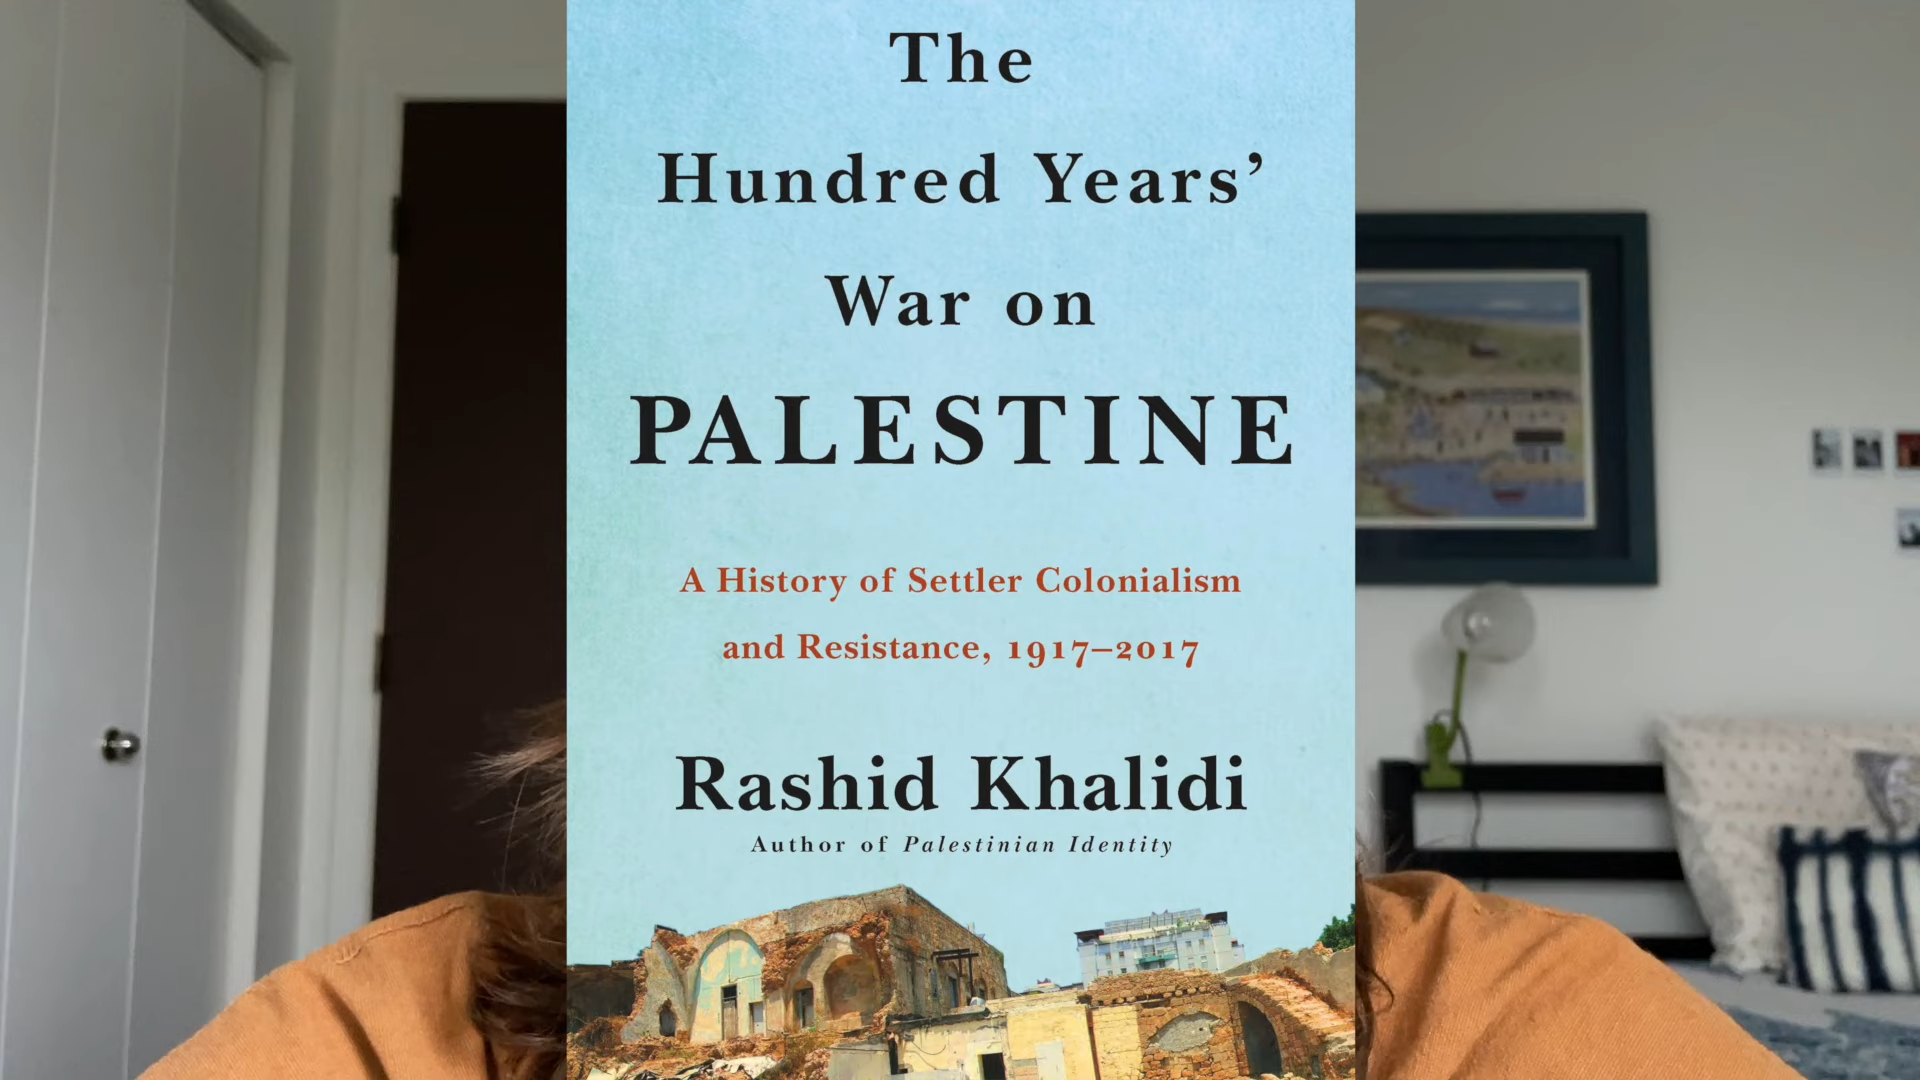 The
Hundred Years’
War on
PALESTINE
A History of Settler Colonialism
and Resistance, 1917–2017
Rashid Khalidi
Author of Palestinian Identity